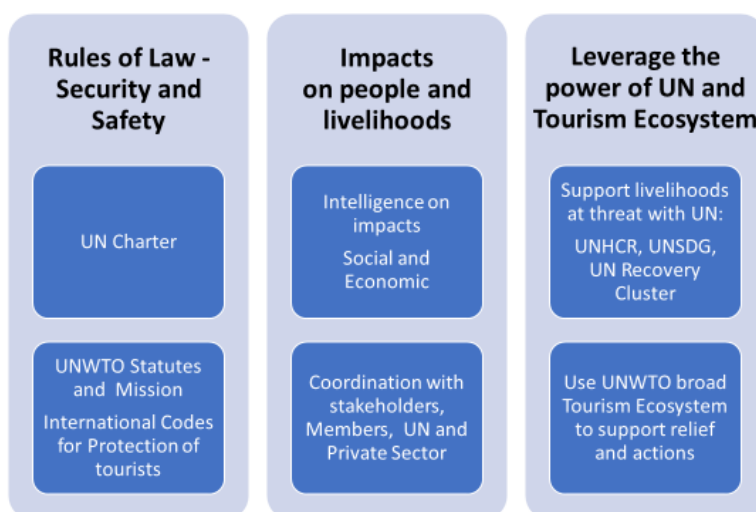 Rules of Law -
Security and
Safety
UN Charter
UNWTO Statutes
and Mission
International Codes
for Protection of
tourists
Impacts
on people and
livelihoods
Intelligence on
impacts
Social and
Economic
Coordination with
stakeholders,
Members, UN and
Private Sector
Leverage the
power of UN and
Tourism Ecosystem
Support livelihoods
at threat with UN:
UNHCR, UNSDG,
UN Recovery
Cluster
Use UNWTO broad
Tourism Ecosystem
to support relief
and actions